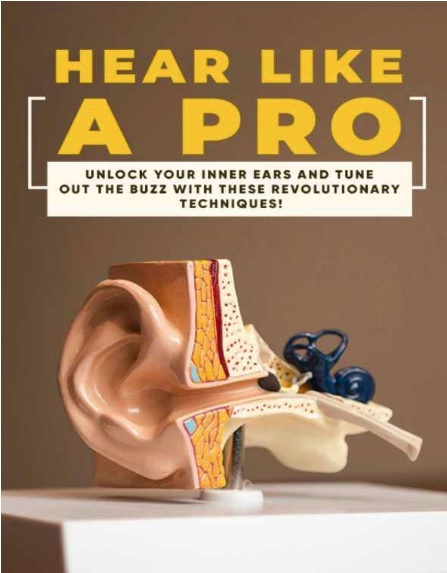 HEAR LIKE
A PRO
UNLOCK YOUR INNER EARS AND TUNE
OUT THE BUZZ WITH THESE REVOLUTIONARY
TECHNIQUES!